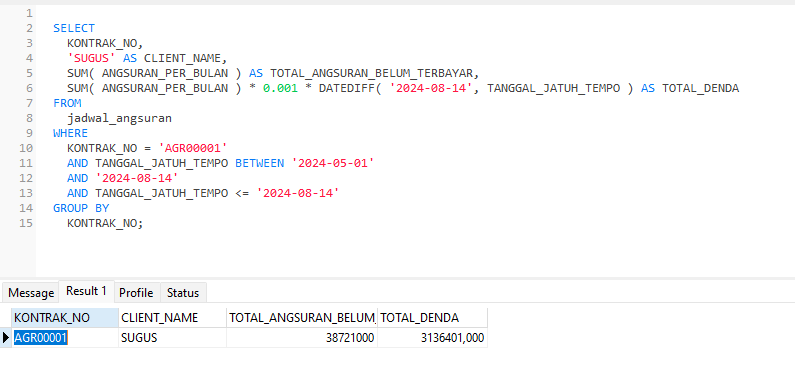 1
2 SELECT
3 KONTRAK_NO,
4 'SUGUS' AS CLIENT_NAME,
5 SUM( ANGSURAN_PER_BULAN ) AS TOTAL_ANGSURAN_BELUM_TERBAYAR,
6 SUM( ANGSURAN_PER_BULAN ) * 0.001 * DATEDIFF( '2024-08-14', TANGGAL_JATUH_TEMPO ) AS TOTAL_DENDA
7 FROM
8 jadwal_angsuran
9 WHERE
10 KONTRAK_NO = 'AGR00001'
11 AND TANGGAL_JATUH_TEMPO BETWEEN '2024-05-01'
12 AND '2024-08-14'
13 AND TANGGAL_JATUH_TEMPO <= '2024-08-14'
14 GROUP BY
15 KONTRAK_NO;
Message Result 1 Profile Status
KONTRAK_NO CLIENT_NAME TOTAL_ANGSURAN_BELUM_ TOTAL_DENDA
AGR00001 SUGUS 38721000 3136401,000